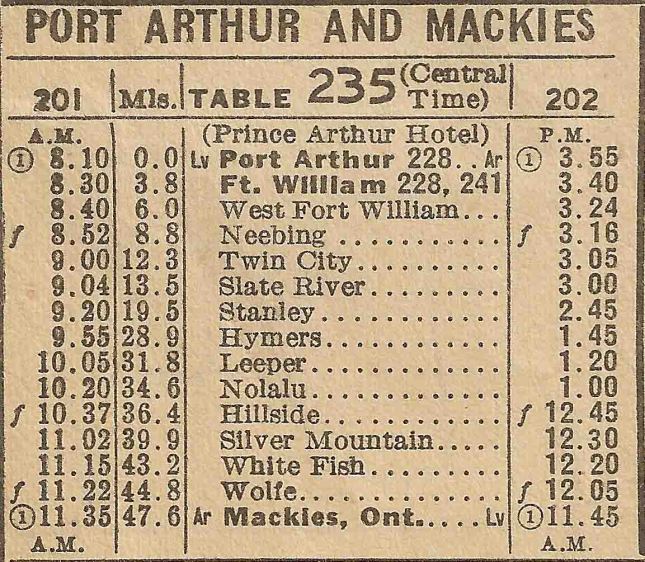 PORT ARTHUR AND MACKIES
201 Mls. TABLE 235 (Central Time) 202
A.M. (Prince Arthur Hotel) P.M.
① 8.10 0.0 Lv Port Arthur 228.. Ar ① 3.55
8.30 3.8 Ft. William 228, 241 3.40
8.40 6.0 West Fort William... 3.24
f 8.52 8.8 Neebing .......... f 3.16
9.00 12.3 Twin City.......... 3.05
9.04 13.5 Slate River......... 3.00
9.20 19.5 Stanley............ 2.45
9.55 28.9 Hymers............ 1.45
10.05 31.8 Leeper............. 1.20
10.20 34.6 Nolalu............. 1.00
f 10.37 36.4 Hillside............ f 12.45
11.02 39.9 Silver Mountain..... 12.30
11.15 43.2 White Fish......... 12.20
f 11.22 44.8 Wolfe.............. f 12.05
① 11.35 47.6 Ar Mackies, Ont..... Lv ① 11.45
A.M. A.M.